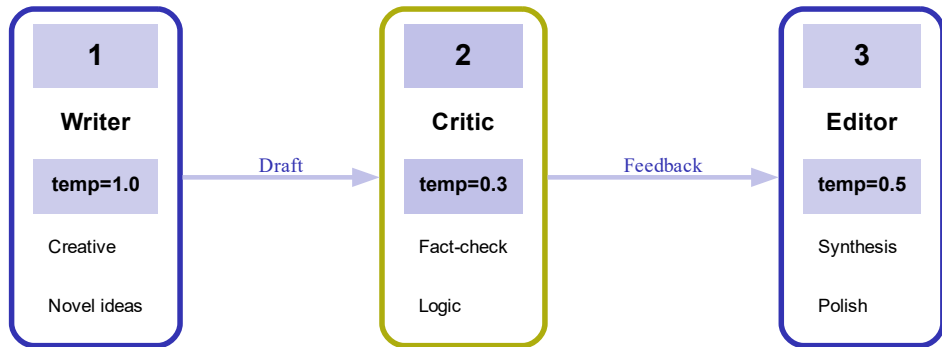 1
Writer
temp=1.0
Creative
Novel ideas
Draft
2
Critic
temp=0.3
Fact-check
Logic
Feedback
3
Editor
temp=0.5
Synthesis
Polish